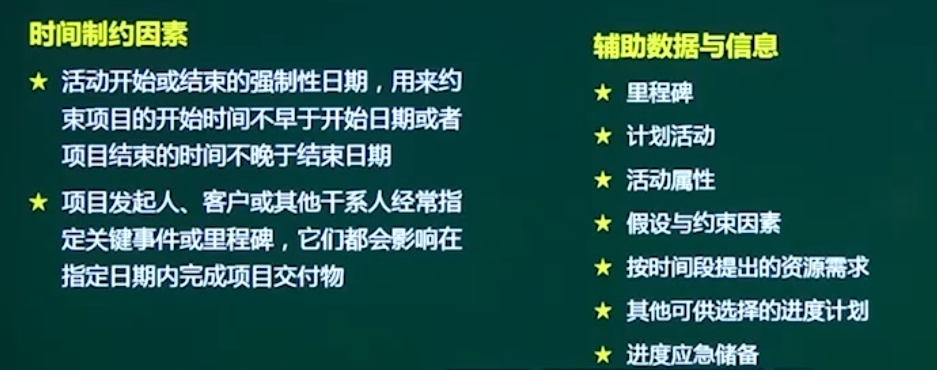 时间制约因素
★ 活动开始或结束的强制性日期，用来约
束项目的开始时间不早于开始日期或者
项目结束的时间不晚于结束日期
★ 项目发起人、客户或其他干系人经常指
定关键事件或里程碑，它们都会影响在
指定日期内完成项目交付物
辅助数据与信息
★ 里程碑
★ 计划活动
★ 活动属性
★ 假设与约束因素
★ 按时间段提出的资源需求
★ 其他可供选择的进度计划
★ 进度应急储备